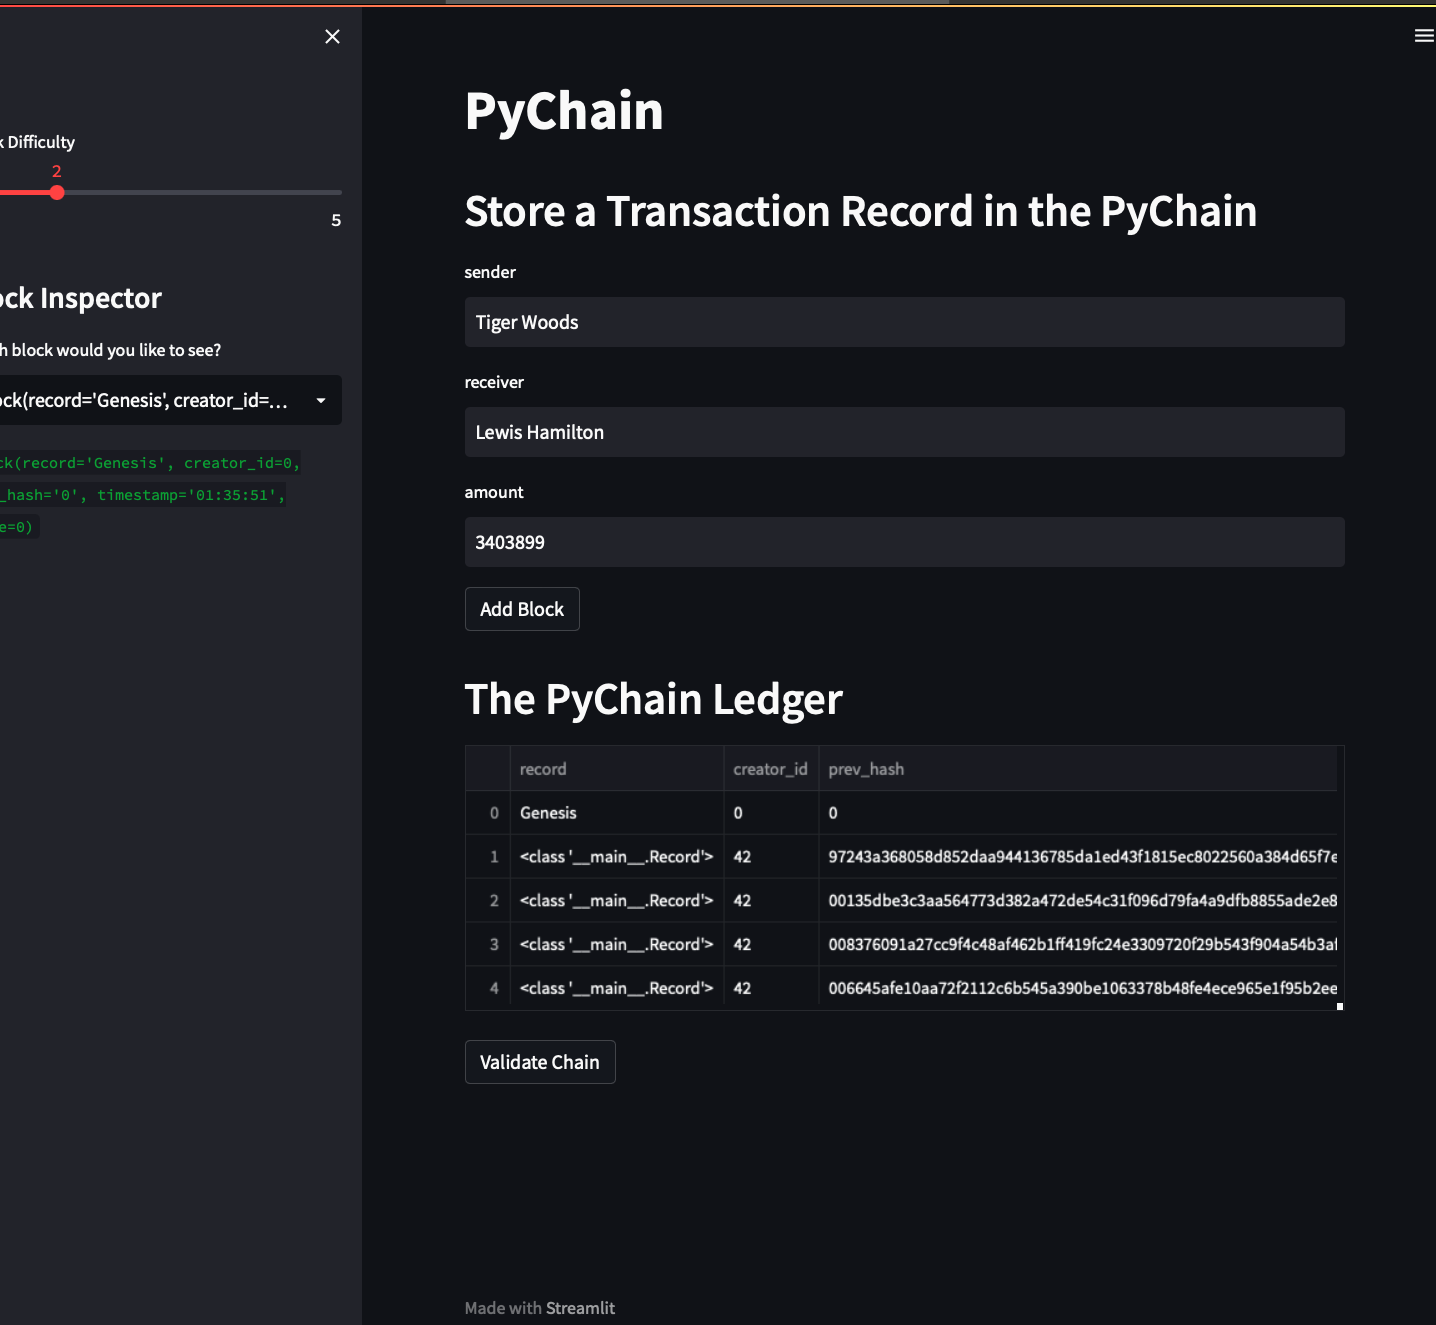 k Difficulty
2
5
ock Inspector
h block would you like to see?
ock(record='Genesis', creator_id=...
ck(record='Genesis', creator_id=0,
_hash='0', timestamp='01:35:51',
e=0)
PyChain
Store a Transaction Record in the PyChain
sender
Tiger Woods
receiver
Lewis Hamilton
amount
3403899
Add Block
The PyChain Ledger
record creator_id prev_hash
0 Genesis 0 0
1 <class '__main__.Record'> 42 97243a368058d852daa944136785da1ed43f1815ec8022560a384d65f7e
2 <class '__main__.Record'> 42 00135dbe3c3aa564773d382a472de54c31f096d79fa4a9dfb8855ade2e8
3 <class '__main__.Record'> 42 008376091a27cc9f4c48af462b1ff419fc24e3309720f29b543f904a54b3af
4 <class '__main__.Record'> 42 006645afe10aa72f2112c6b545a390be1063378b48fe4ece965e1f95b2ee
Validate Chain
Made with Streamlit